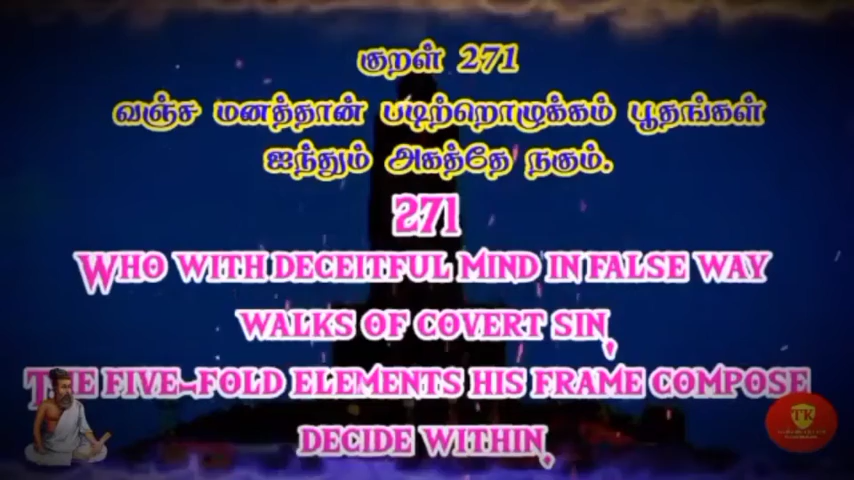 குறள் 271
வஞ்ச மனத்தான் படிற்றொழுக்கம் பூதங்கள்
ஐந்தும் அகத்தே நகும்.
271
Who with deceitful mind in false way
walks of covert sin,
The five-fold elements his frame compose
decide within.
TK